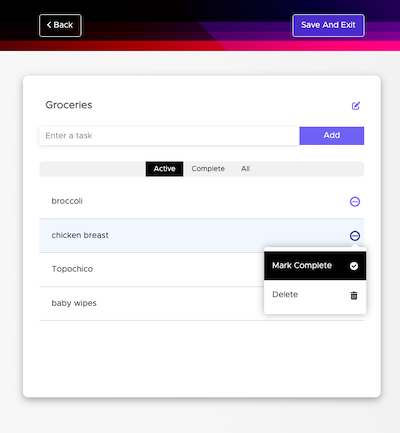 Back
Save And Exit
Groceries
Enter a task
Add
Active Complete All
broccoli
chicken breast
Mark Complete
Topochico
Delete
baby wipes